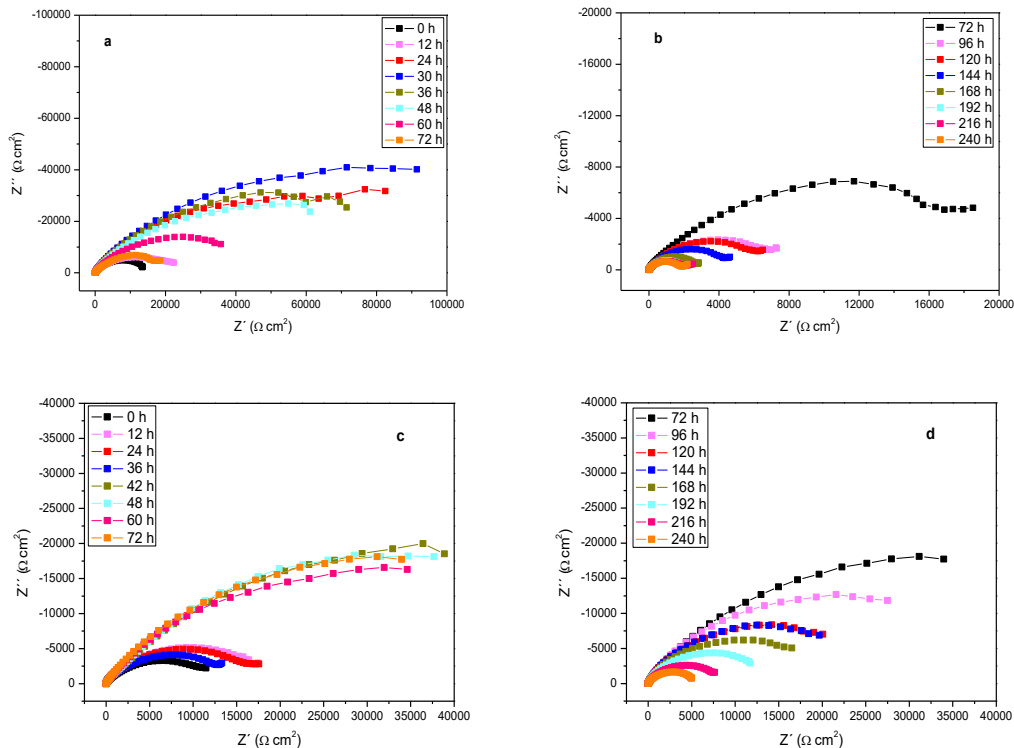 a
0 h
12 h
24 h
30 h
36 h
48 h
60 h
72 h
-100000
-80000
-60000
-40000
-20000
0
Z´´ (Ω cm²)
0
20000
40000
60000
80000
100000
Z´ (Ω cm²)
b
72 h
96 h
120 h
144 h
168 h
192 h
216 h
240 h
-20000
-16000
-12000
-8000
-4000
0
Z´´ (Ω cm²)
0
4000
8000
12000
16000
20000
Z´ (Ω cm²)
c
0 h
12 h
24 h
36 h
42 h
48 h
60 h
72 h
-40000
-35000
-30000
-25000
-20000
-15000
-10000
-5000
0
Z´´ (Ω cm²)
0
5000
10000
15000
20000
25000
30000
35000
40000
Z´ (Ω cm²)
d
72 h
96 h
120 h
144 h
168 h
192 h
216 h
240 h
-40000
-35000
-30000
-25000
-20000
-15000
-10000
-5000
0
Z´´ (Ω cm²)
0
5000
10000
15000
20000
25000
30000
35000
40000
Z´ (Ω cm²)